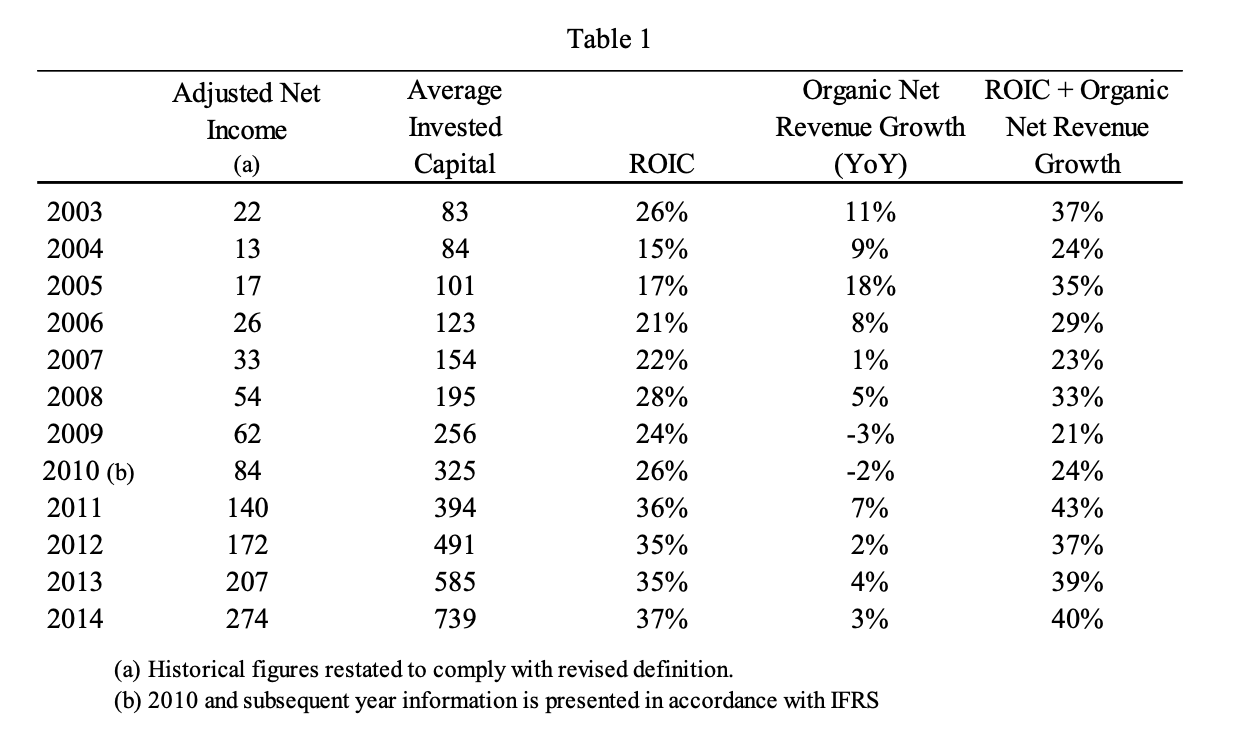 Table 1
Adjusted Net Income (a) Average Invested Capital ROIC Organic Net Revenue Growth (YoY) ROIC + Organic Net Revenue Growth
2003 22 83 26% 11% 37%
2004 13 84 15% 9% 24%
2005 17 101 17% 18% 35%
2006 26 123 21% 8% 29%
2007 33 154 22% 1% 23%
2008 54 195 28% 5% 33%
2009 62 256 24% -3% 21%
2010 (b) 84 325 26% -2% 24%
2011 140 394 36% 7% 43%
2012 172 491 35% 2% 37%
2013 207 585 35% 4% 39%
2014 274 739 37% 3% 40%
(a) Historical figures restated to comply with revised definition.
(b) 2010 and subsequent year information is presented in accordance with IFRS